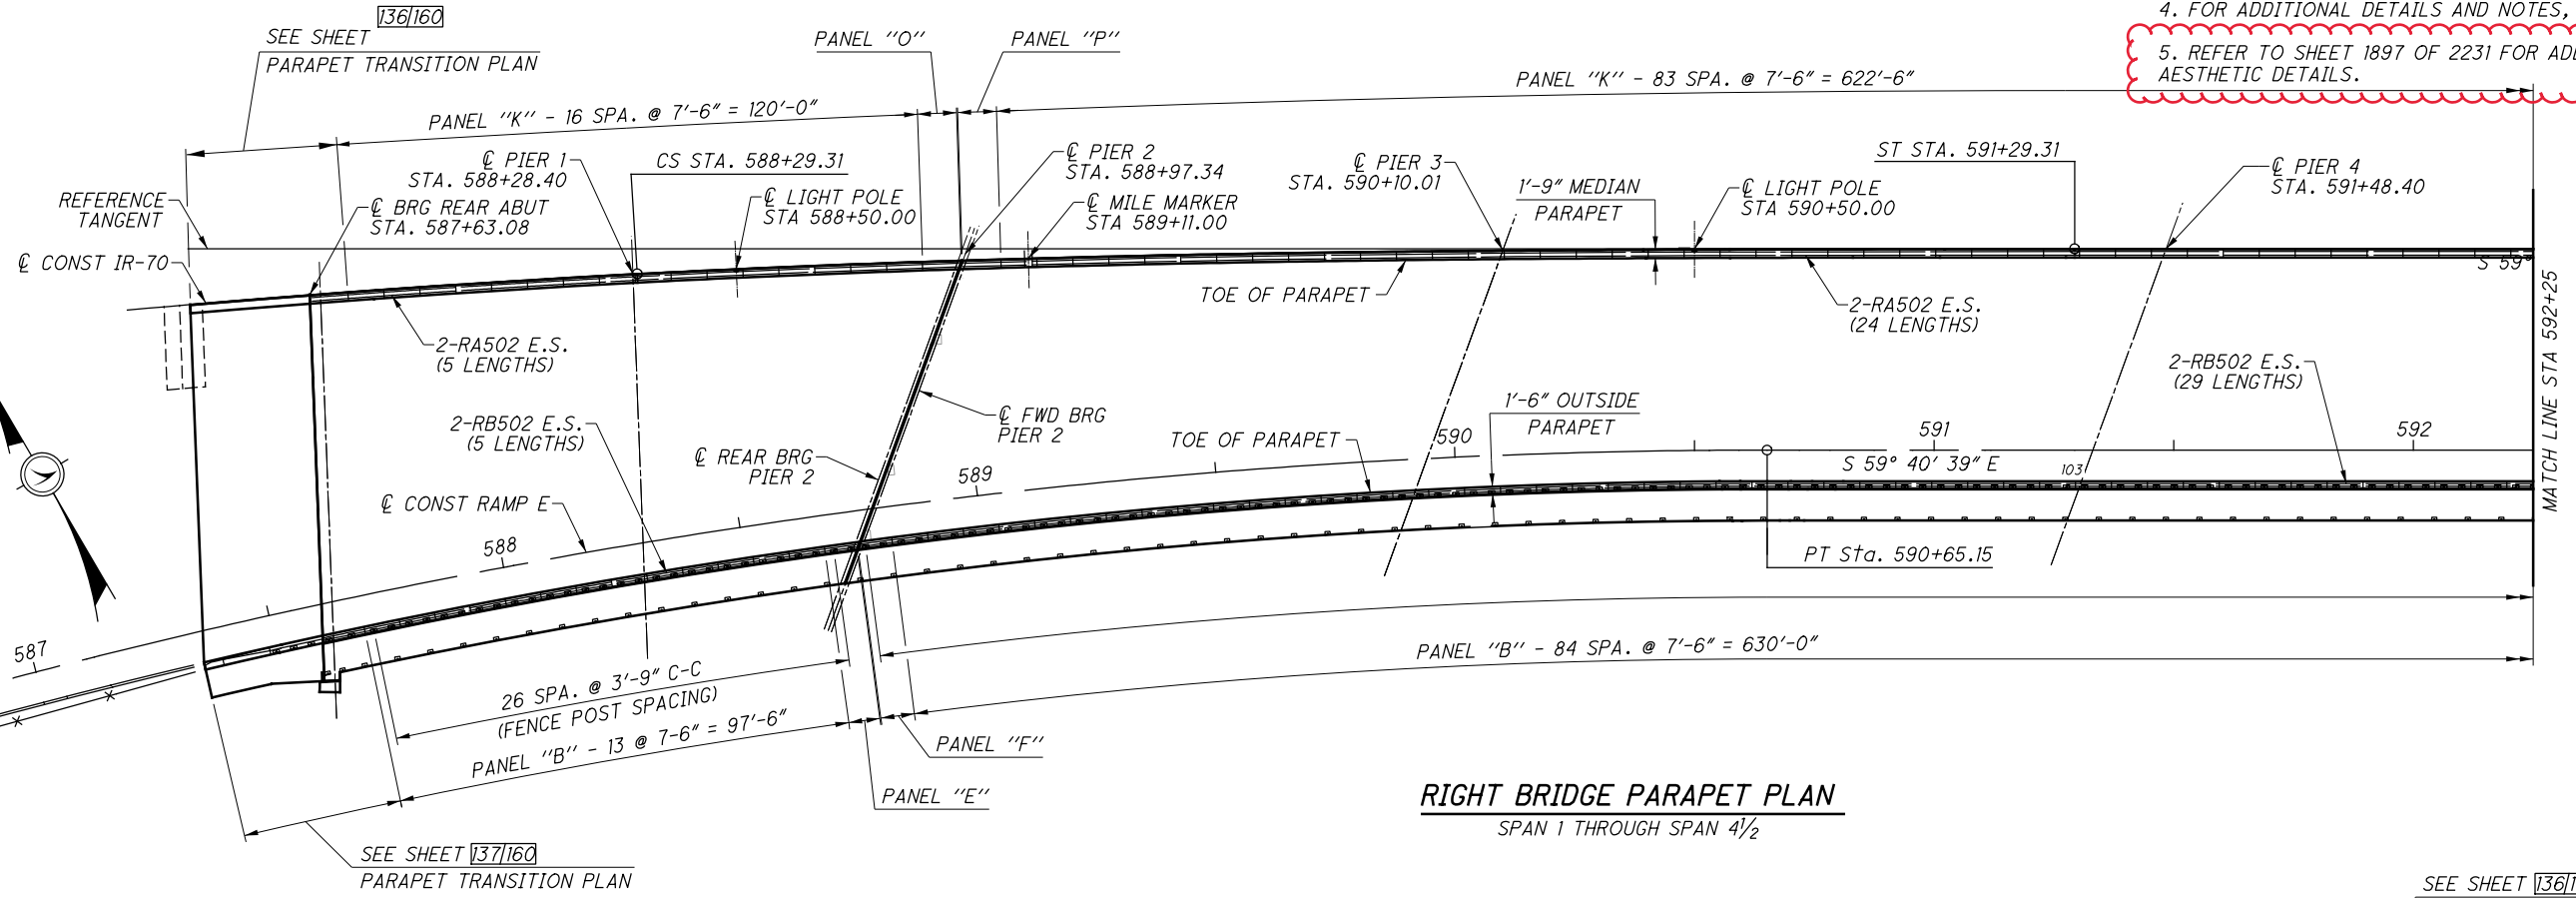 136/160
SEE SHEET
PARAPET TRANSITION PLAN
PANEL "O"
PANEL "P"
4. FOR ADDITIONAL DETAILS AND NOTES,
5. REFER TO SHEET 1897 OF 2231 FOR
AESTHETIC DETAILS.
PANEL "K" - 83 SPA. @ 7'-6" = 622'-6"
PANEL "K" - 16 SPA. @ 7'-6" = 120'-0"
℄ PIER 1
STA. 588+28.40
CS STA. 588+29.31
℄ PIER 2
STA. 588+97.34
℄ PIER 3
STA. 590+10.01
ST STA. 591+29.31
℄ PIER 4
STA. 591+48.40
REFERENCE
TANGENT
℄ BRG REAR ABUT
STA. 587+63.08
℄ LIGHT POLE
STA 588+50.00
℄ MILE MARKER
STA 589+11.00
1'-9" MEDIAN
PARAPET
℄ LIGHT POLE
STA 590+50.00
℄ CONST IR-70
S 59°
TOE OF PARAPET
2-RA502 E.S.
(24 LENGTHS)
MATCH LINE STA 592+25
2-RA502 E.S.
(5 LENGTHS)
2-RB502 E.S.
(29 LENGTHS)
2-RB502 E.S.
(5 LENGTHS)
℄ FWD BRG
PIER 2
1'-6" OUTSIDE
PARAPET
TOE OF PARAPET
℄ REAR BRG
PIER 2
590
591
592
589
S 59° 40' 39" E
103
℄ CONST RAMP E
588
587
PT Sta. 590+65.15
PANEL "B" - 84 SPA. @ 7'-6" = 630'-0"
26 SPA. @ 3'-9" C-C
(FENCE POST SPACING)
PANEL "B" - 13 @ 7-6" = 97'-6"
PANEL "F"
PANEL "E"
RIGHT BRIDGE PARAPET PLAN
SPAN 1 THROUGH SPAN 4½
SEE SHEET 137/160
PARAPET TRANSITION PLAN
SEE SHEET